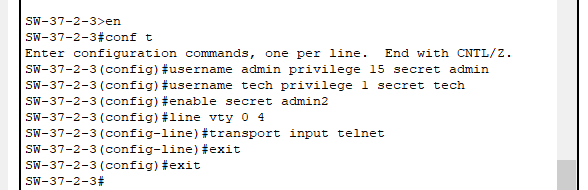 SW-37-2-3>en
SW-37-2-3#conf t
Enter configuration commands, one per line.  End with CNTL/Z.
SW-37-2-3(config)#username admin privilege 15 secret admin
SW-37-2-3(config)#username tech privilege 1 secret tech
SW-37-2-3(config)#enable secret admin2
SW-37-2-3(config)#line vty 0 4
SW-37-2-3(config-line)#transport input telnet
SW-37-2-3(config-line)#exit
SW-37-2-3(config)#exit
SW-37-2-3#